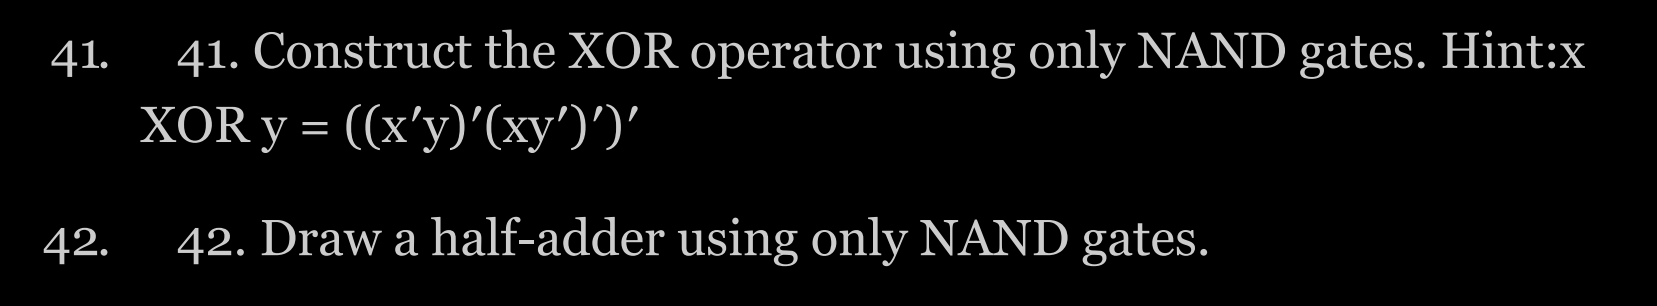 41. 41. Construct the XOR operator using only NAND gates. Hint:x
XOR y = ((x′y)′(xy′)′)′
42. 42. Draw a half-adder using only NAND gates.